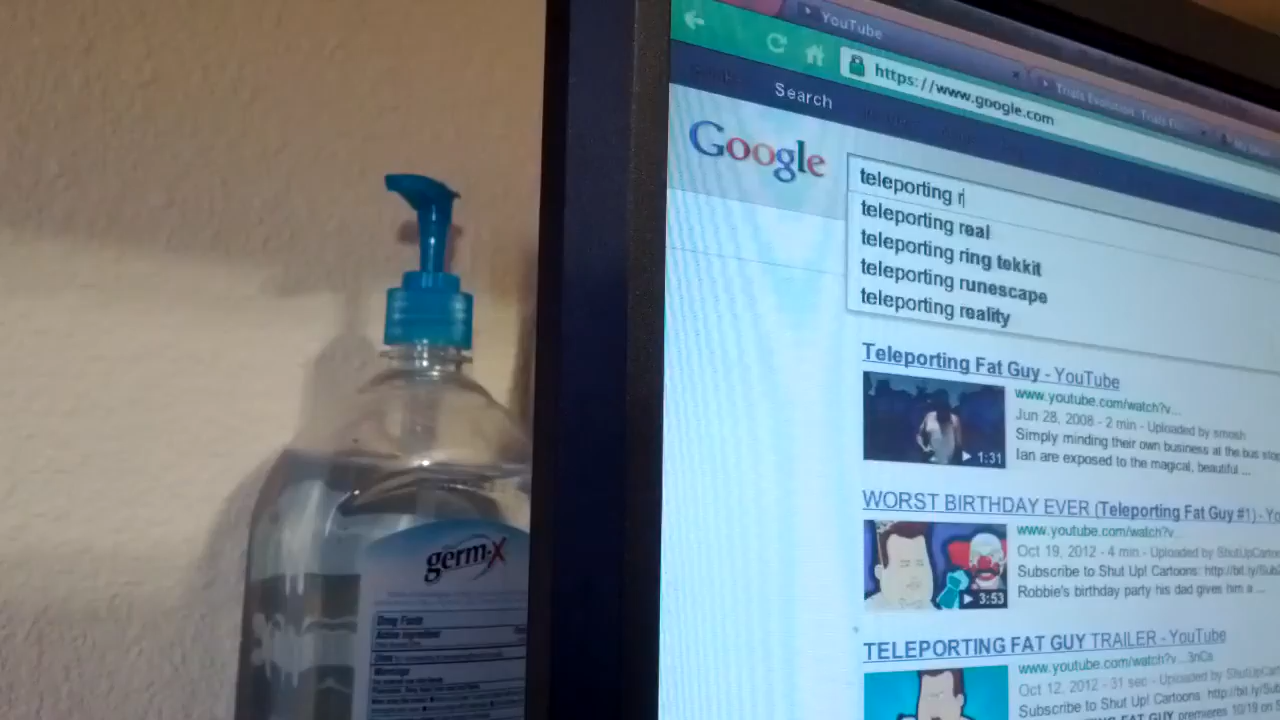 YouTube
Trials Evolution, Trials
https://www.google.com
Search
Google
teleporting r
teleporting real
teleporting ring tekkit
teleporting runescape
teleporting reality
Teleporting Fat Guy - YouTube
www.youtube.com/watch?v...
Jun 28, 2008 - 2 min - Uploaded by smosh
Simply minding their own business at the bus
Ian are exposed to the magical, beautiful ...
1:31
WORST BIRTHDAY EVER (Teleporting Fat Guy #1) -
www.youtube.com/watch?v...
Oct 19, 2012 - 4 min - Uploaded by ShutUpCartoo
Subscribe to Shut Up! Cartoons: http://bit.ly/Sub
Robbie's birthday party his dad gives him a ...
3:53
TELEPORTING FAT GUY TRAILER - YouTube
www.youtube.com/watch?v...3nCa
Oct 12, 2012 - 31 sec - Uploaded by ShutUpCar
Subscribe to Shut Up! Cartoons: http://bit.ly/Su
FAT GUY premieres 10/19 on
germ-X
Drug Facts
Active ingredient
Uses
Warnings